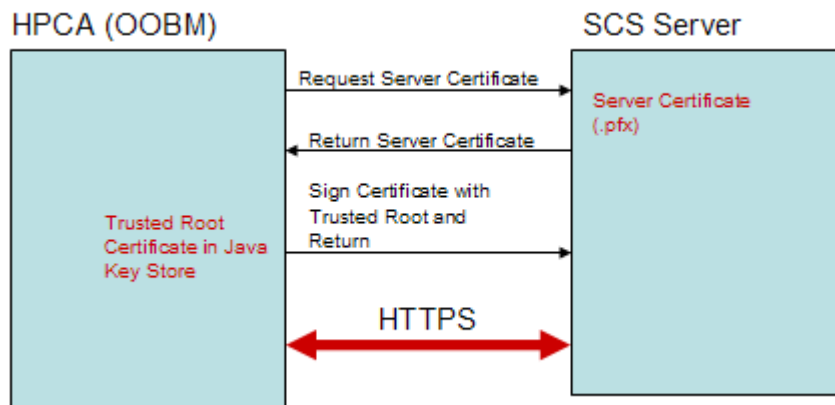 HPCA (OOBM)
SCS Server
Request Server Certificate
Server Certificate
(.pfx)
Return Server Certificate
Sign Certificate with
Trusted Root and
Return
Trusted Root
Certificate in Java
Key Store
HTTPS